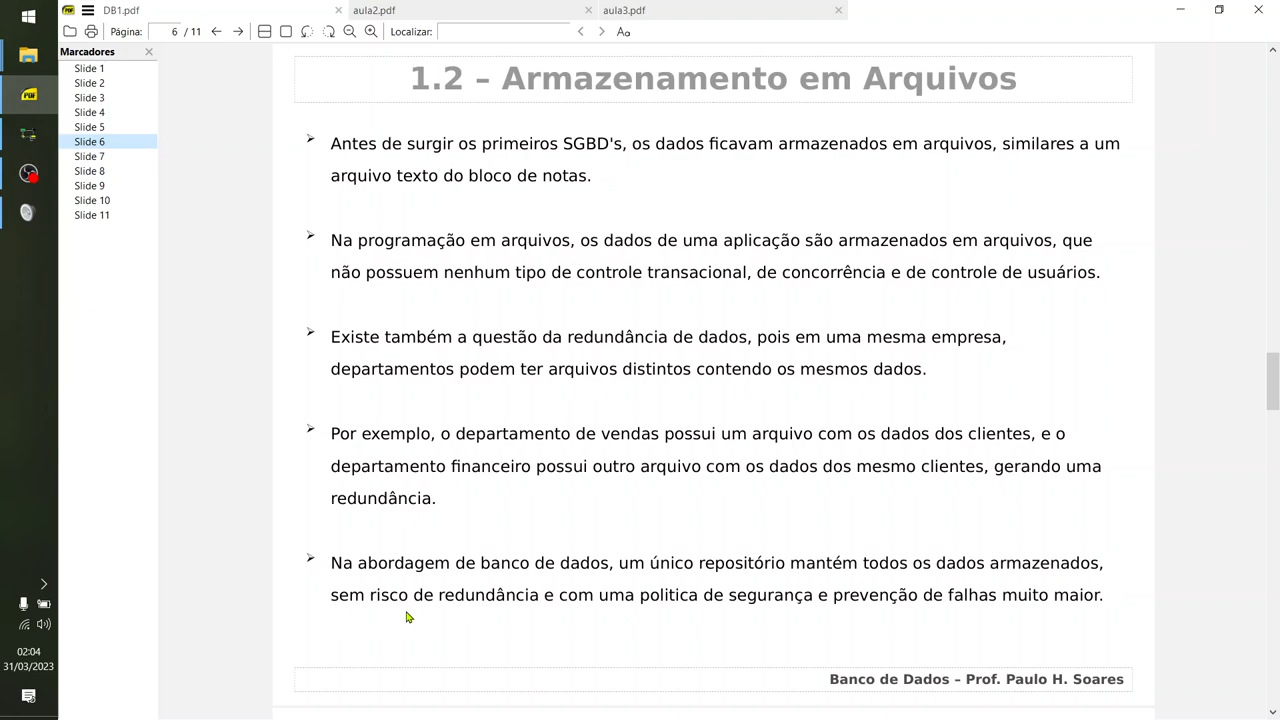 DB1.pdf
aula2.pdf
aula3.pdf
Página: 6 / 11 Localizar:
Marcadores
Slide 1
Slide 2
Slide 3
Slide 4
Slide 5
Slide 6
Slide 7
Slide 8
Slide 9
Slide 10
Slide 11
1.2 – Armazenamento em Arquivos
Antes de surgir os primeiros SGBD's, os dados ficavam armazenados em arquivos, similares a um
arquivo texto do bloco de notas.
Na programação em arquivos, os dados de uma aplicação são armazenados em arquivos, que
não possuem nenhum tipo de controle transacional, de concorrência e de controle de usuários.
Existe também a questão da redundância de dados, pois em uma mesma empresa,
departamentos podem ter arquivos distintos contendo os mesmos dados.
Por exemplo, o departamento de vendas possui um arquivo com os dados dos clientes, e o
departamento financeiro possui outro arquivo com os dados dos mesmo clientes, gerando uma
redundância.
Na abordagem de banco de dados, um único repositório mantém todos os dados armazenados,
sem risco de redundância e com uma politica de segurança e prevenção de falhas muito maior.
Banco de Dados – Prof. Paulo H. Soares
02:04
31/03/2023